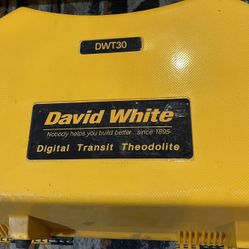 DWT30
David White
Nobody helps you build better...since 1895
Digital Transit Theodolite